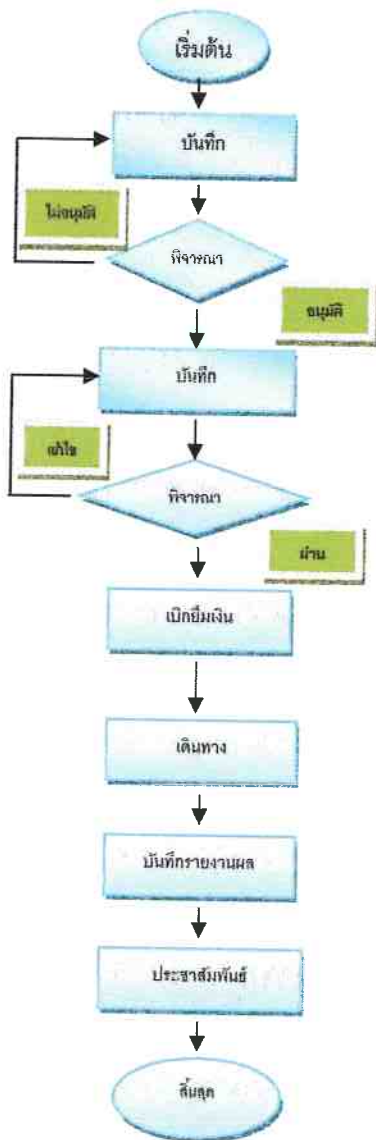 เริ่มต้น
บันทึก
ไม่อนุมัติ
พิจารณา
อนุมัติ
บันทึก
แก้ไข
พิจารณา
ผ่าน
เบิกยืมเงิน
เดินทาง
บันทึกรายงานผล
ประชาสัมพันธ์
สิ้นสุด